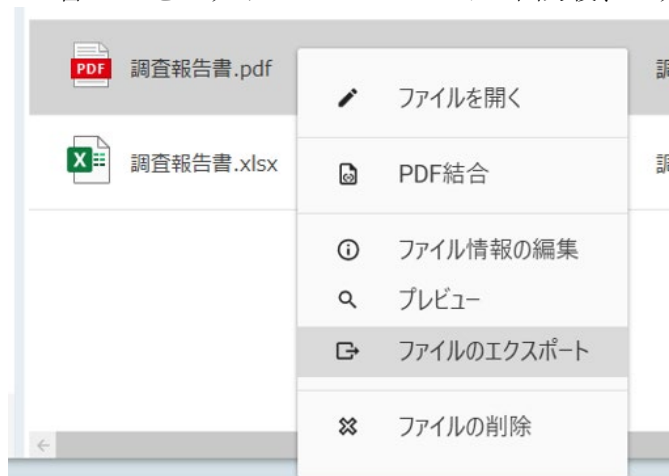 PDF 調査報告書.pdf
ファイルを開く
X 調査報告書.xlsx
PDF結合
ファイル情報の編集
プレビュー
ファイルのエクスポート
ファイルの削除